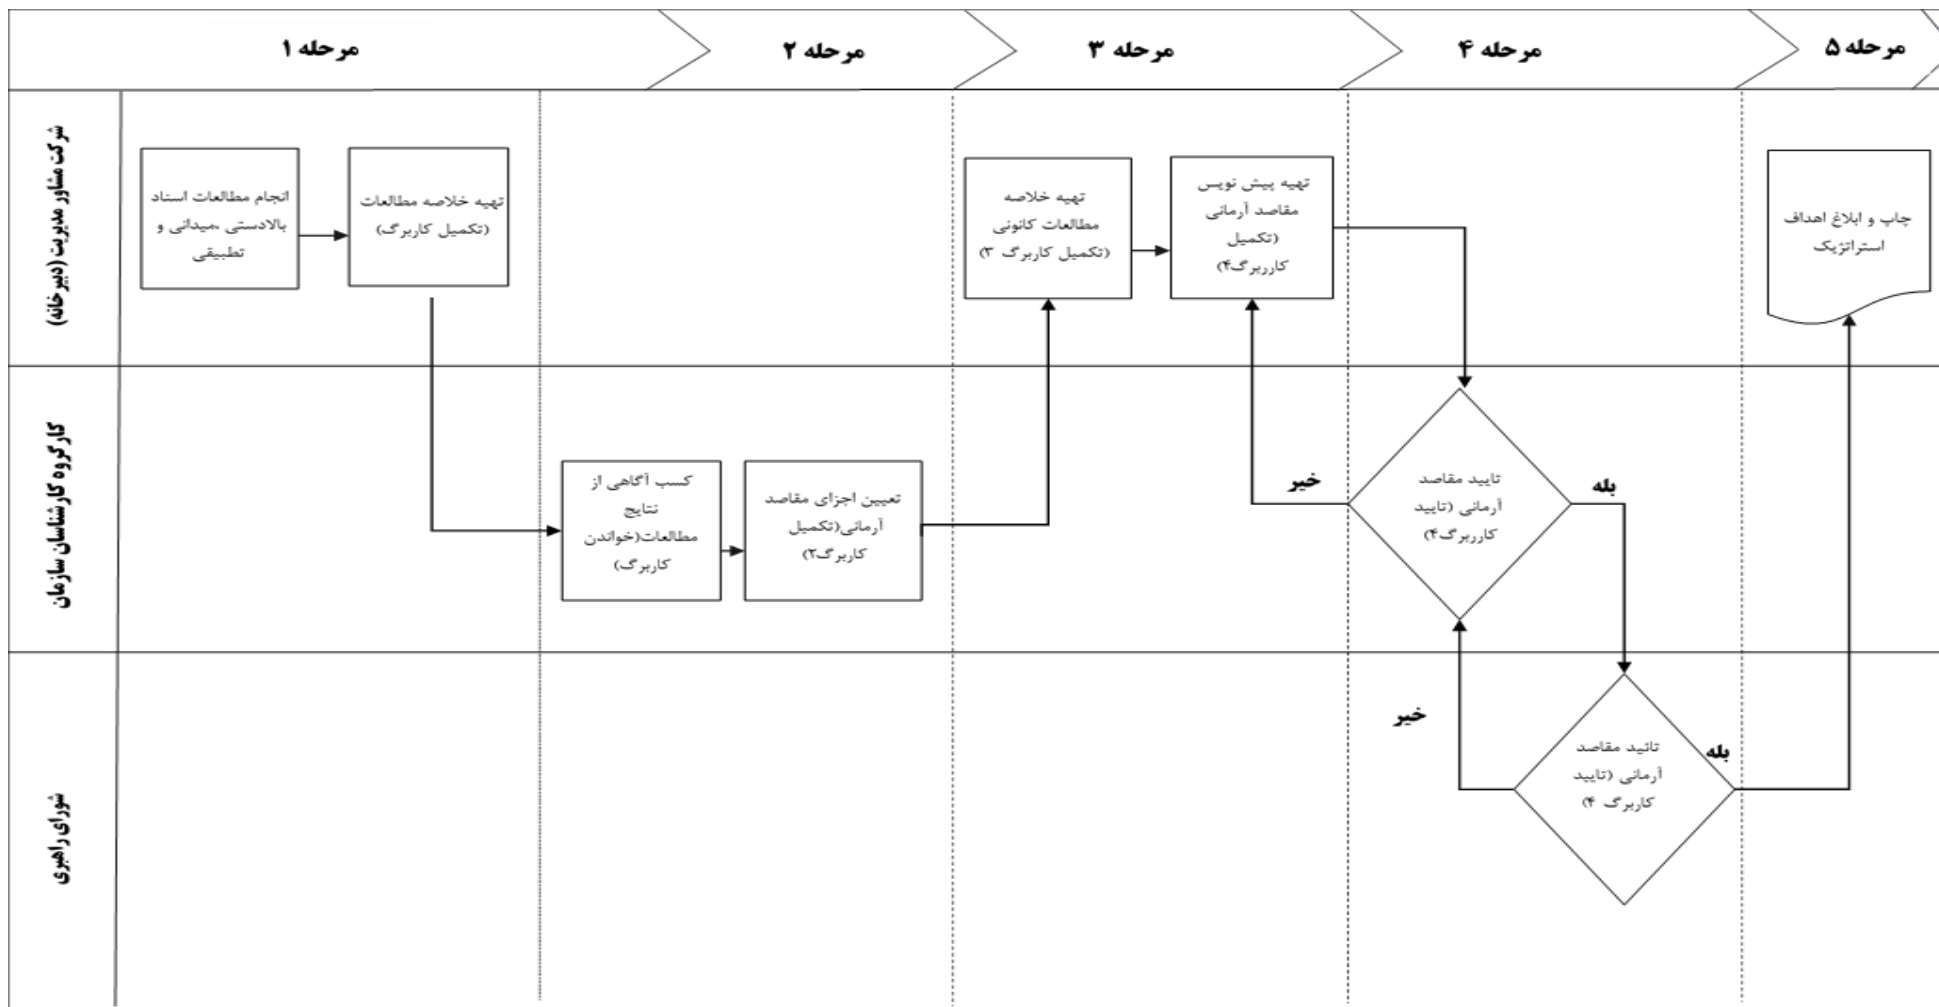 مرحله ۱
مرحله ۲
مرحله ۳
مرحله ۴
مرحله ۵
شرکت مشاور مدیریت (دبیرخانه)
انجام مطالعات اسناد
بالادستی ،میدانی و
تطبیقی
تهیه خلاصه مطالعات
(تکمیل کاربرگ)
تهیه خلاصه
مطالعات کانونی
(تکمیل کاربرگ ۳)
تهیه پیش نویس
مقاصد آرمانی
(تکمیل
کارربرگ۴)
چاپ و ابلاغ اهداف
استراتژیک
کارگروه کارشناسان سازمان
کسب آگاهی از
نتایج
مطالعات(خواندن
کاربرگ)
تعیین اجزای مقاصد
آرمانی(تکمیل
کاربرگ۲)
خیر
تایید مقاصد
آرمانی (تایید
کارربرگ۴)
بله
شورای راهبری
خیر
تائید مقاصد
آرمانی (تایید
کاربرگ ۴)
بله